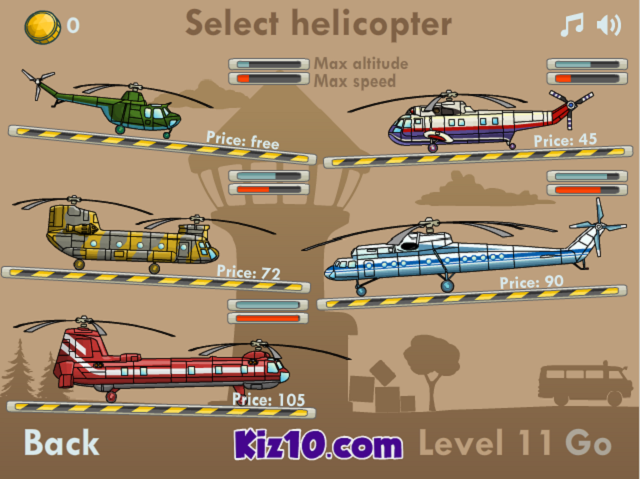 0
Select helicopter
Max altitude
Max speed
Price: free
Price: 45
Price: 72
Price: 90
Price: 105
Back
Kiz10.com
Level 11 Go